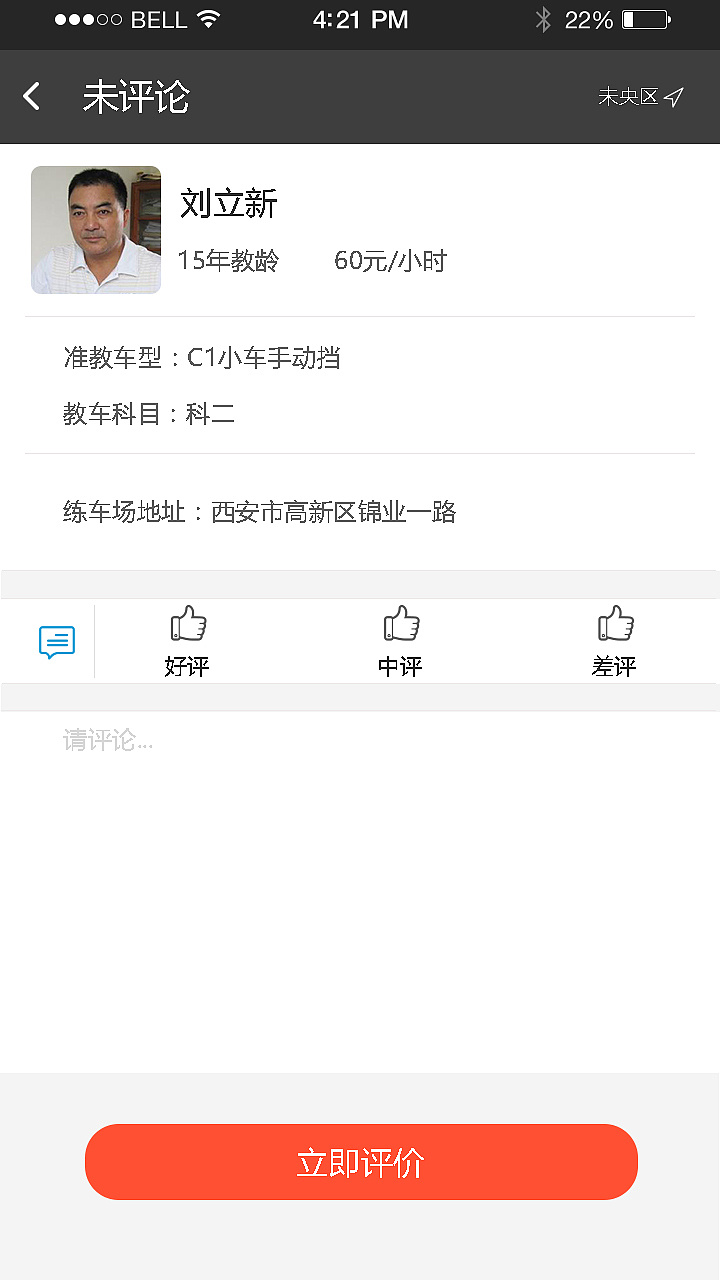 ●●●○○ BELL 4:21 PM 22%
未评论 未央区
刘立新
15年教龄 60元/小时
准教车型：C1小车手动挡
教车科目：科二
练车场地址：西安市高新区锦业一路
好评 中评 差评
请评论...
立即评价